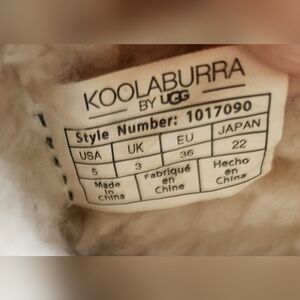 KOOLABURRA
BY UGG
Style Number: 1017090
USA UK EU JAPAN
5 3 36 22
Made in China Fabriqué en Chine Hecho en China